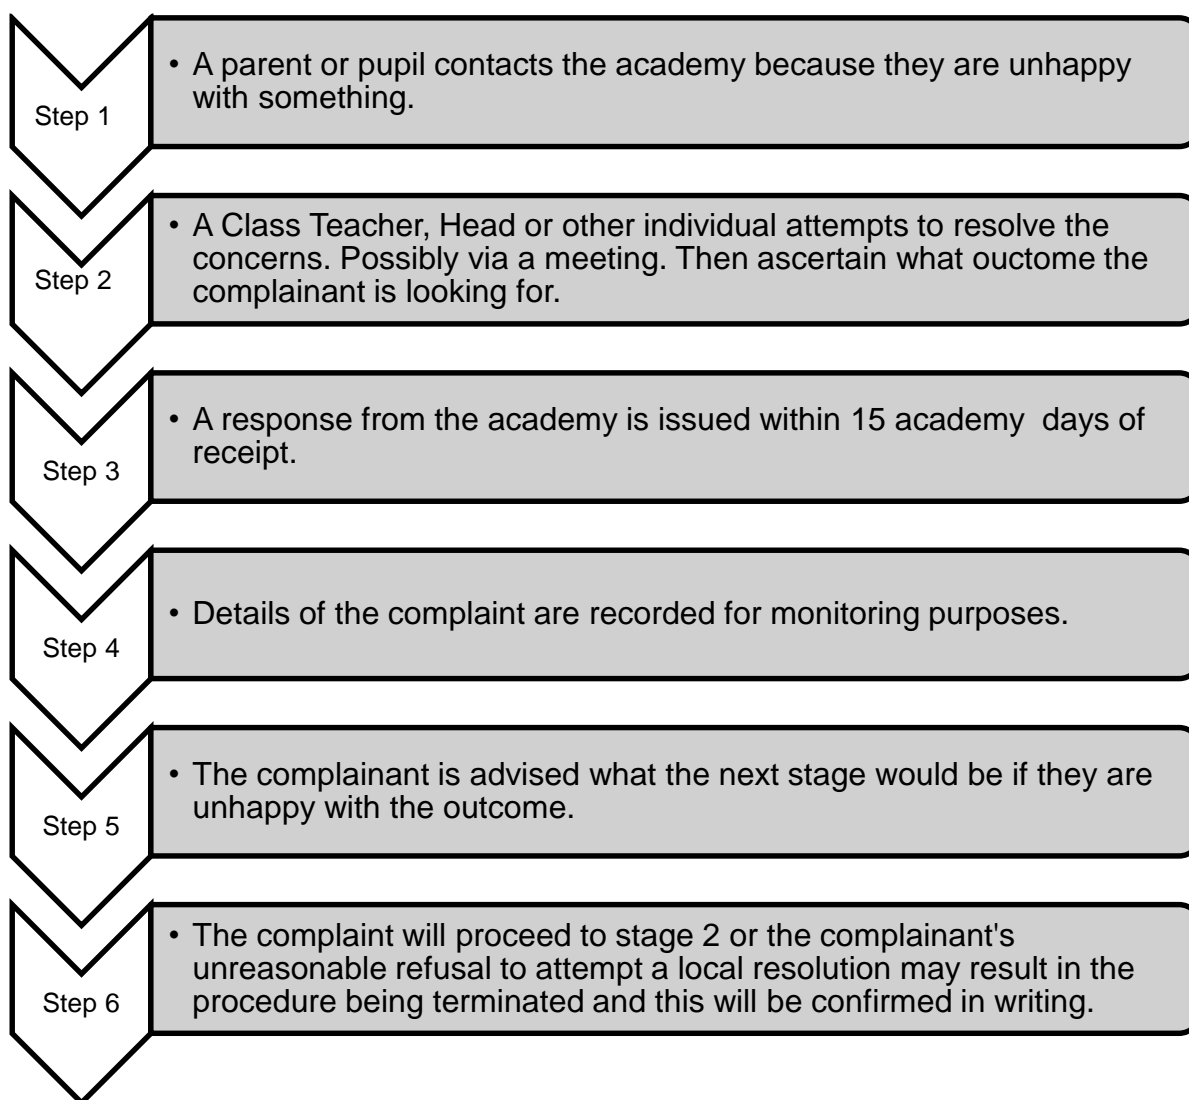 Step 1
• A parent or pupil contacts the academy because they are unhappy
with something.
Step 2
• A Class Teacher, Head or other individual attempts to resolve the
concerns. Possibly via a meeting. Then ascertain what ouctome the
complainant is looking for.
Step 3
• A response from the academy is issued within 15 academy  days of
receipt.
Step 4
• Details of the complaint are recorded for monitoring purposes.
Step 5
• The complainant is advised what the next stage would be if they are
unhappy with the outcome.
Step 6
• The complaint will proceed to stage 2 or the complainant's
unreasonable refusal to attempt a local resolution may result in the
procedure being terminated and this will be confirmed in writing.